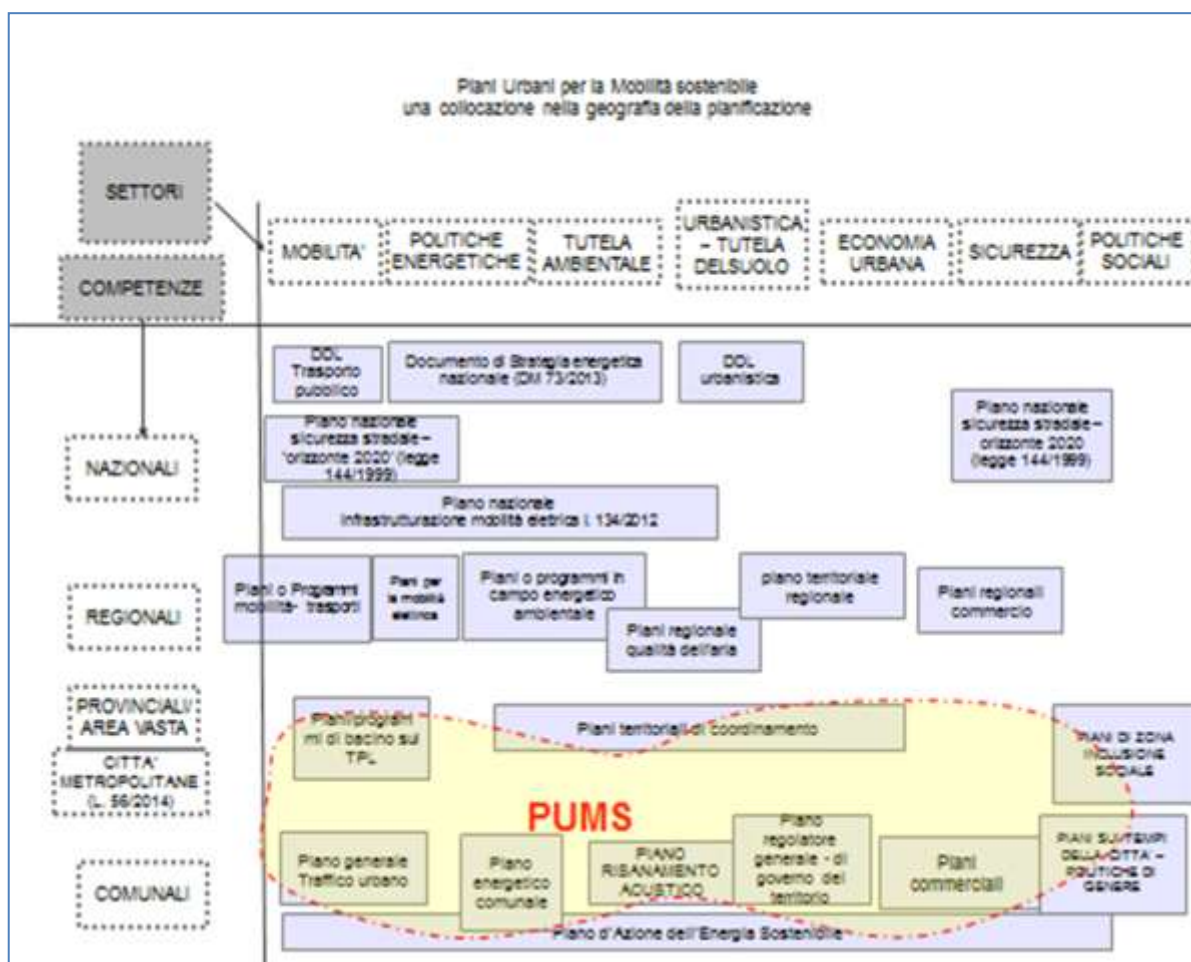 Piani Urbani per la Mobilità sostenibile
una collocazione nella geografia della pianificazione
SETTORI
COMPETENZE
MOBILITA'
POLITICHE
ENERGETICHE
TUTELA
AMBIENTALE
URBANISTICA
– TUTELA
DELSUOLO
ECONOMIA
URBANA
SICUREZZA
POLITICHE
SOCIALI
NAZIONALI
DDL
Trasporto
pubblico
Documento di Strategia energetica
nazionale (DM 73/2013)
DDL
urbanistica
Piano nazionale
sicurezza stradale –
'orizzonte 2020' (legge
144/1999)
Piano nazionale
sicurezza stradale –
orizzonte 2020
(legge 144/1999)
Piano nazionale
infrastrutturazione mobilità elettrica l. 134/2012
REGIONALI
Piani o Programmi
mobilità- trasporti
Piani per
la mobilità
elettrica
Piani o programmi in
campo energetico
ambientale
Piani regionale
qualità dell'aria
piano territoriale
regionale
Piani regionali
commercio
PROVINCIALI/
AREA VASTA
CITTA'
METROPOLITANE
(L. 56/2014)
Piani/program
mi di bacino sul
TPL
Piani territoriali di coordinamento
PIANI DI ZONA
INCLUSIONE
SOCIALE
PUMS
COMUNALI
Piano generale
Traffico urbano
Piano
energetico
comunale
PIANO
RISANAMENTO
ACUSTICO
Piano
regolatore
generale - di
governo del
territorio
Piani
commerciali
PIANI SUI TEMPI
DELLA CITTA' –
POLITICHE DI
GENERE
Piano d'Azione dell'Energia Sostenibile